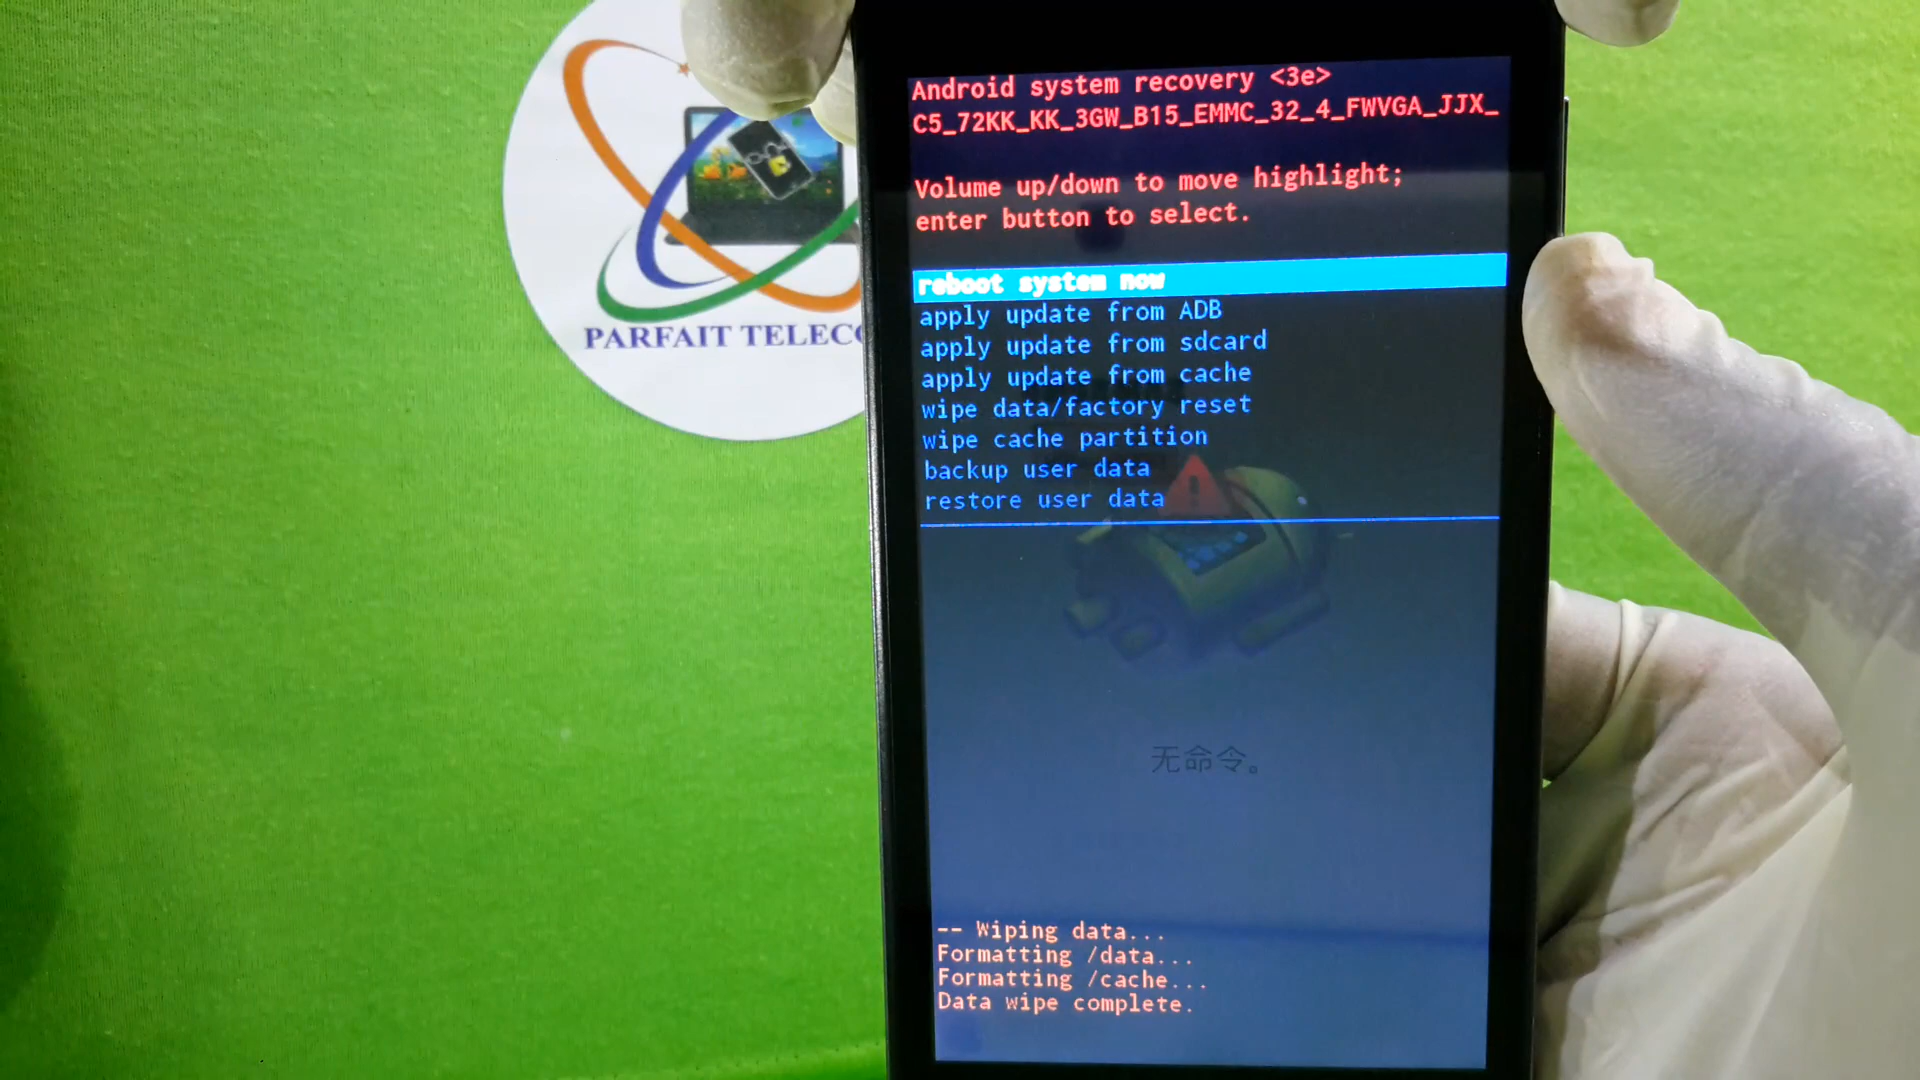 PARFAIT TELECO
Android system recovery <3e>
C5_72KK_KK_3GW_B15_EMMC_32_4_FWVGA_JJX_
Volume up/down to move highlight;
enter button to select.
reboot system now
apply update from ADB
apply update from sdcard
apply update from cache
wipe data/factory reset
wipe cache partition
backup user data
restore user data
无命令。
-- Wiping data...
Formatting /data...
Formatting /cache...
Data wipe complete.